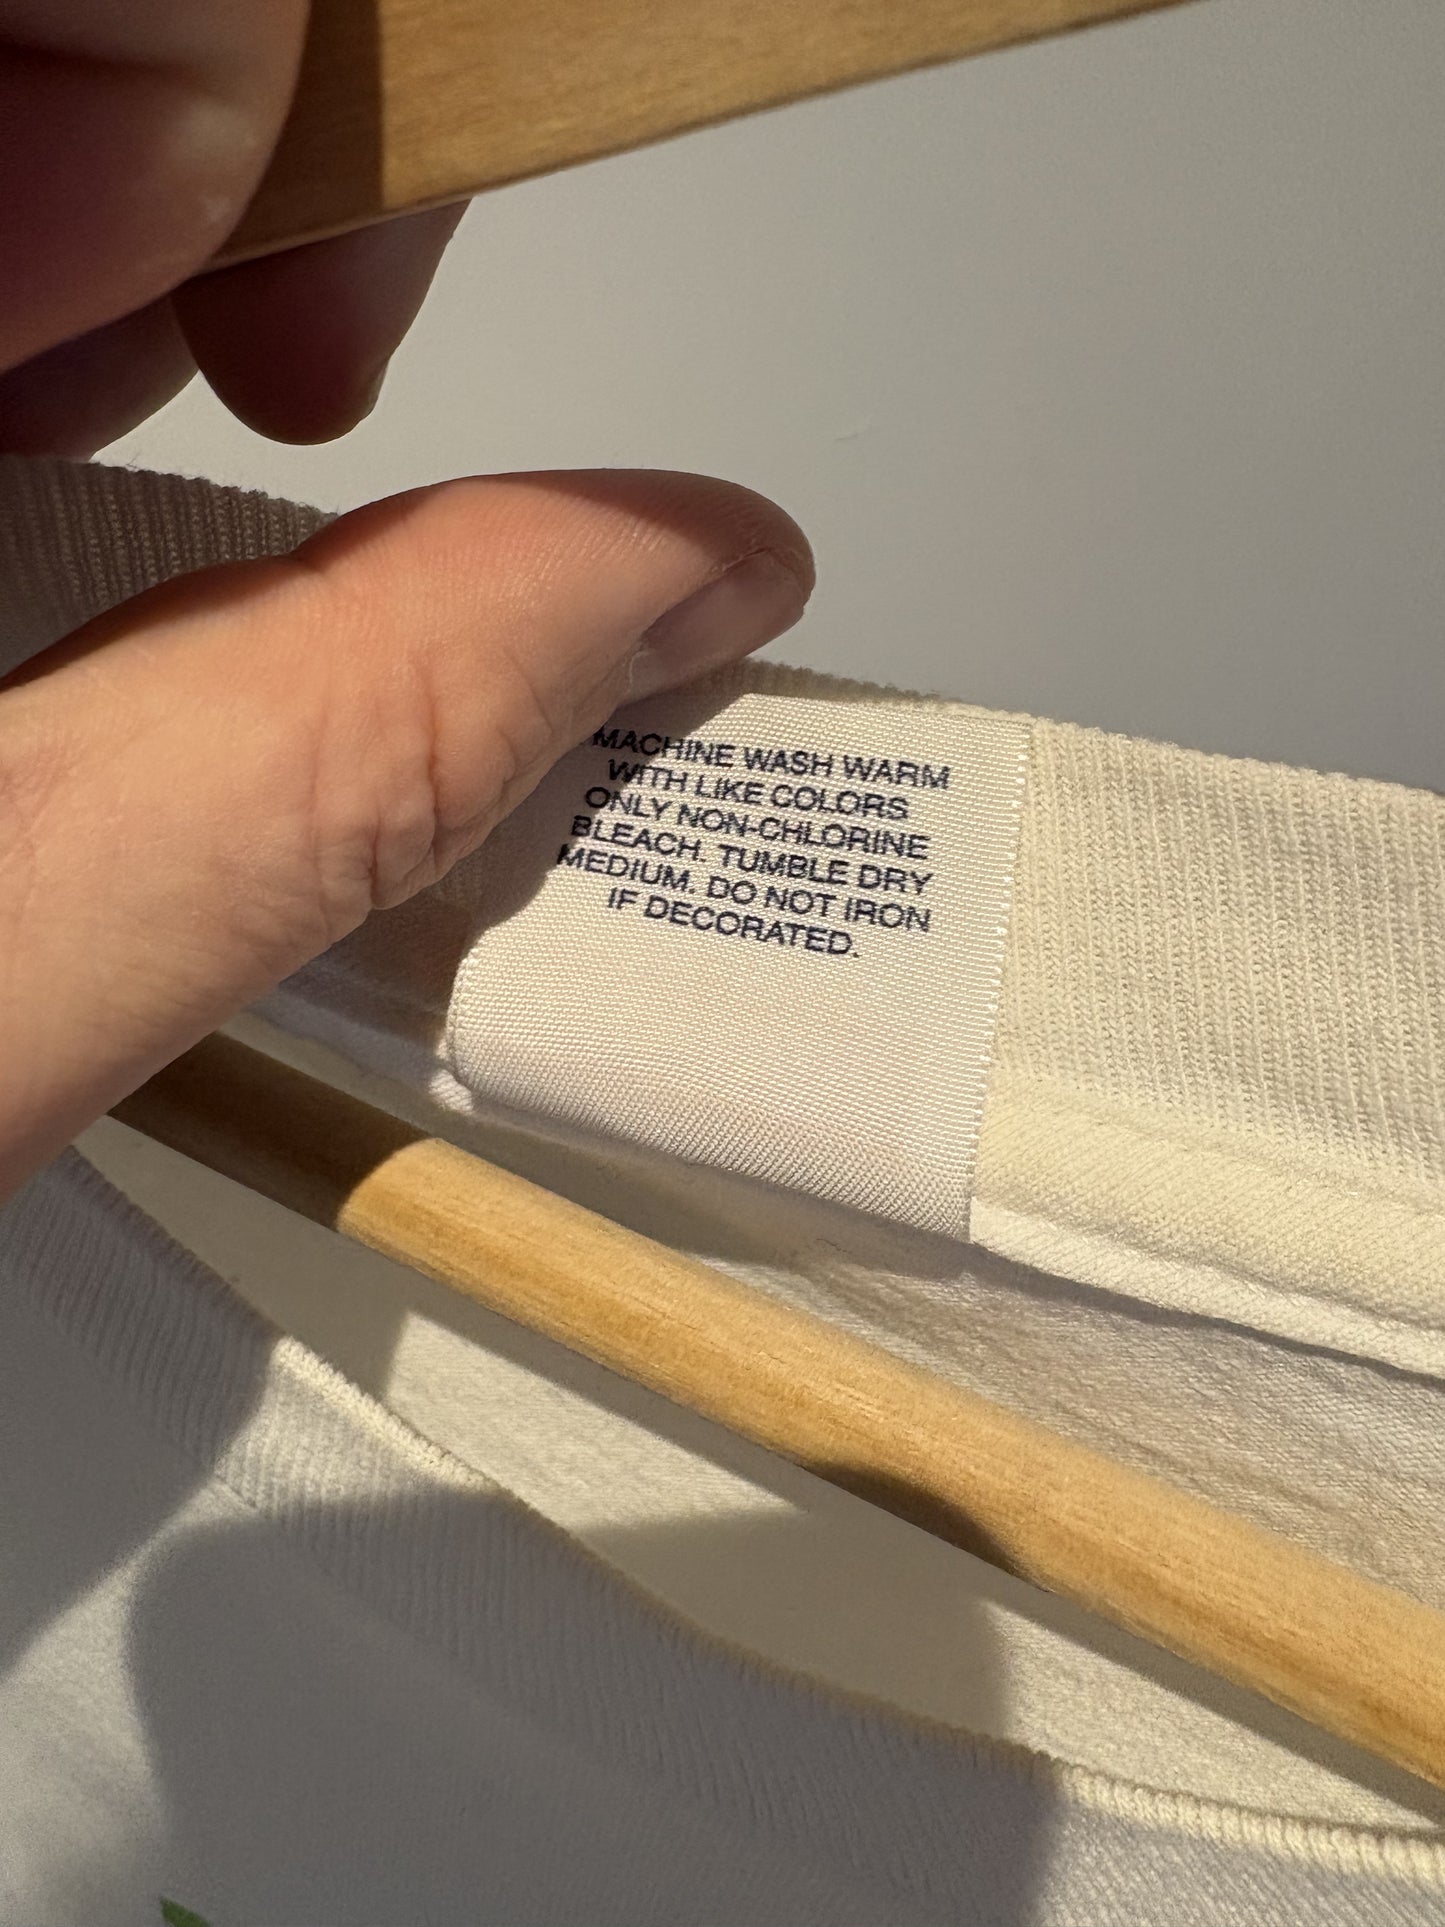 MACHINE WASH WARM
WITH LIKE COLORS
ONLY NON-CHLORINE
BLEACH. TUMBLE DRY
MEDIUM. DO NOT IRON
IF DECORATED.